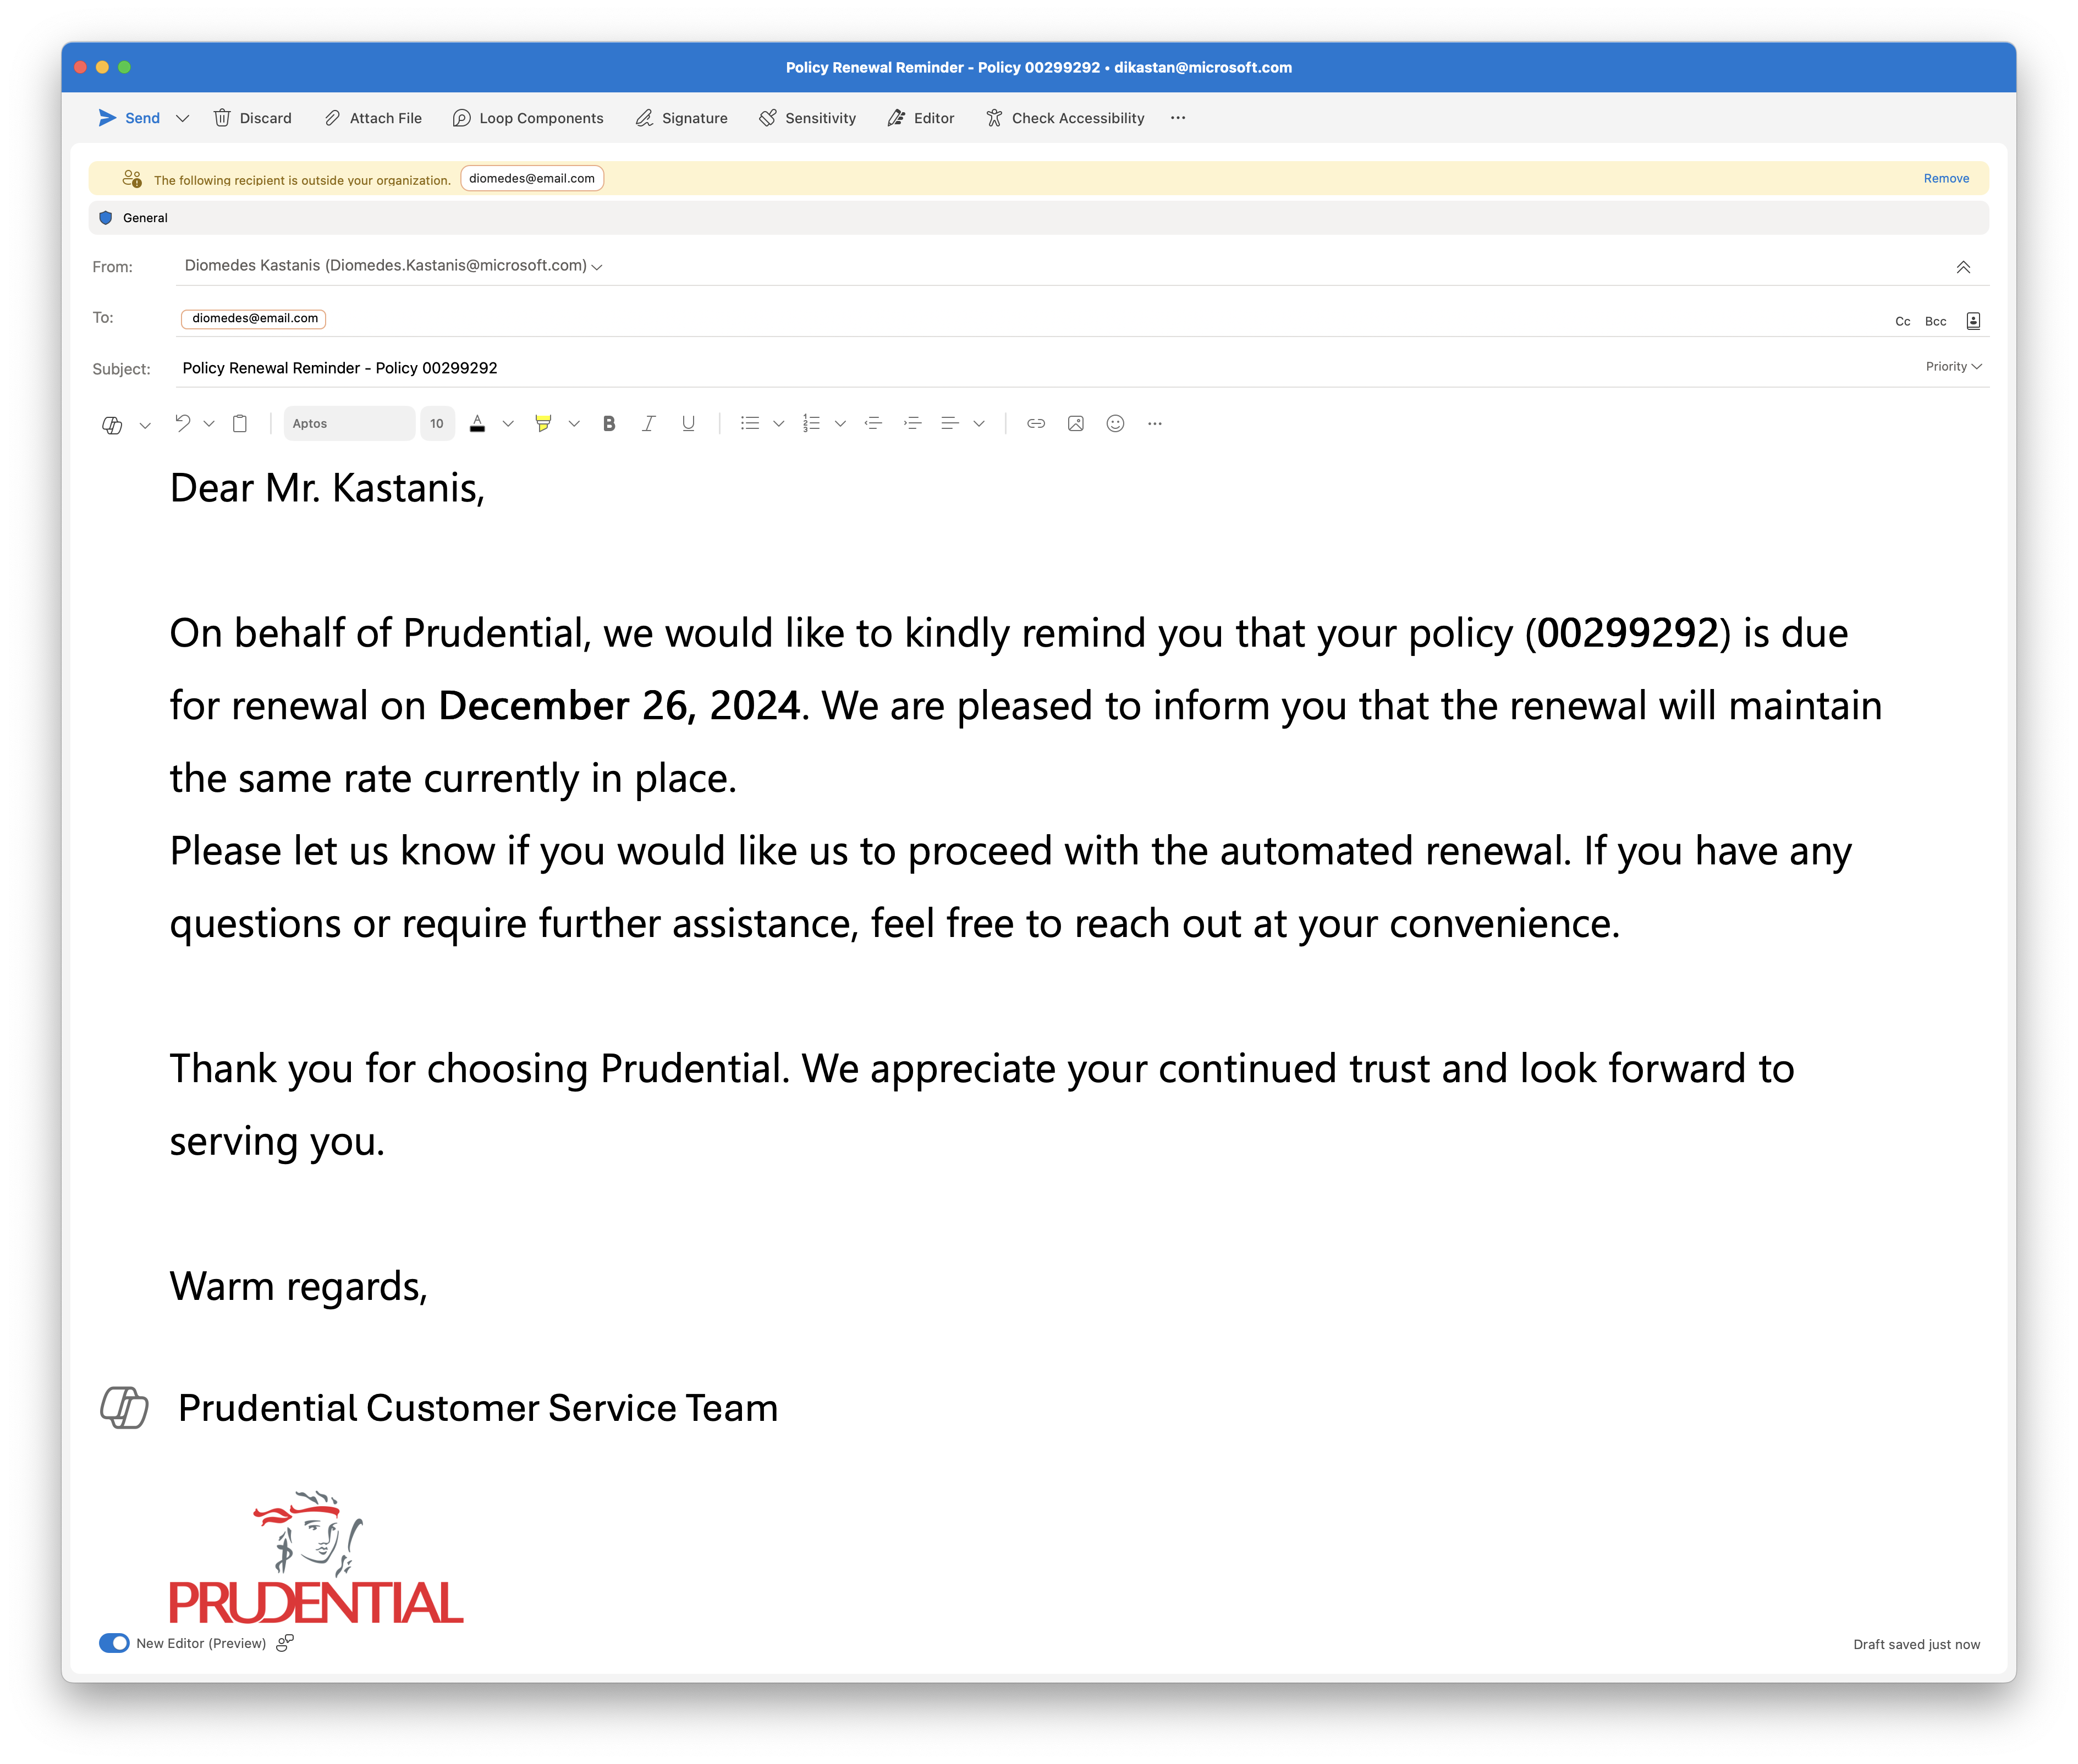 Policy Renewal Reminder - Policy 00299292 • dikastan@microsoft.com
Send Discard Attach File Loop Components Signature Sensitivity Editor Check Accessibility ...
The following recipient is outside your organization. diomedes@email.com Remove
General
From: Diomedes Kastanis (Diomedes.Kastanis@microsoft.com)
To: diomedes@email.com Cc Bcc
Subject: Policy Renewal Reminder - Policy 00299292 Priority
Aptos 10 A B I U ...
Dear Mr. Kastanis,
On behalf of Prudential, we would like to kindly remind you that your policy (00299292) is due
for renewal on December 26, 2024. We are pleased to inform you that the renewal will maintain
the same rate currently in place.
Please let us know if you would like us to proceed with the automated renewal. If you have any
questions or require further assistance, feel free to reach out at your convenience.
Thank you for choosing Prudential. We appreciate your continued trust and look forward to
serving you.
Warm regards,
Prudential Customer Service Team
PRUDENTIAL
New Editor (Preview) Draft saved just now